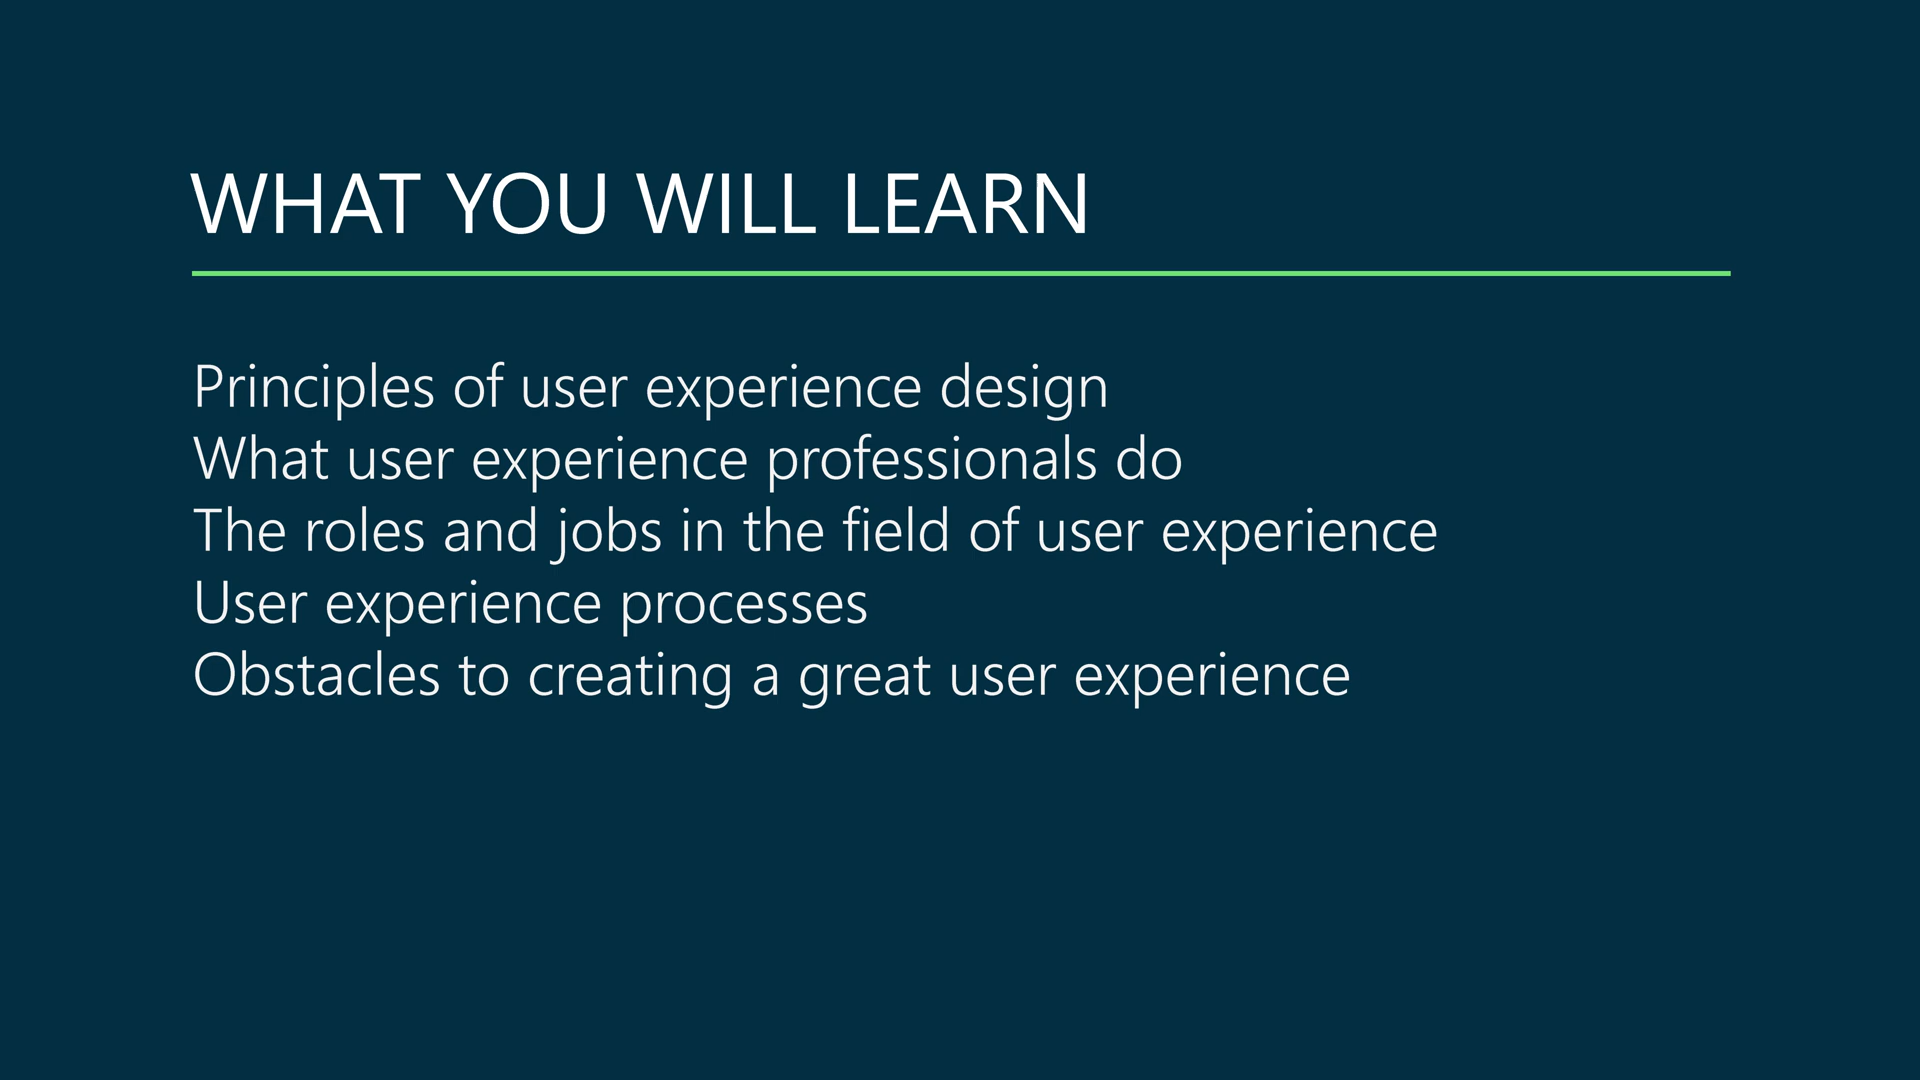 WHAT YOU WILL LEARN
Principles of user experience design
What user experience professionals do
The roles and jobs in the field of user experience
User experience processes
Obstacles to creating a great user experience